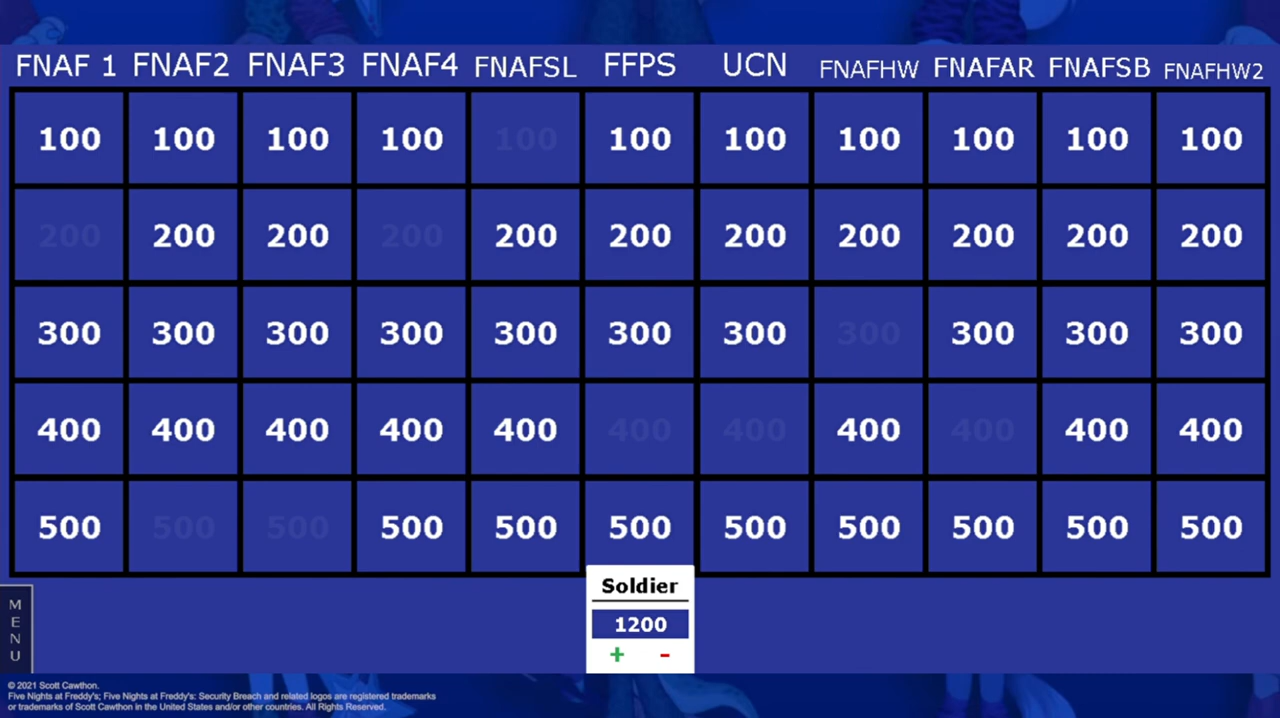 FNAF 1 FNAF2 FNAF3 FNAF4 FNAFSL FFPS UCN FNAFHW FNAFAR FNAFSB FNAFHW2
100 100 100 100 100 100 100 100 100 100 100
200 200 200 200 200 200 200 200 200 200 200
300 300 300 300 300 300 300 300 300 300 300
400 400 400 400 400 400 400 400 400 400 400
500 500 500 500 500 500 500 500 500 500 500
Soldier
1200
+ -
MENU
© 2021 Scott Cawthon.
Five Nights at Freddy's; Five Nights at Freddy's: Security Breach and related logos are registered trademarks
or trademarks of Scott Cawthon in the United States and/or other countries. All Rights Reserved.